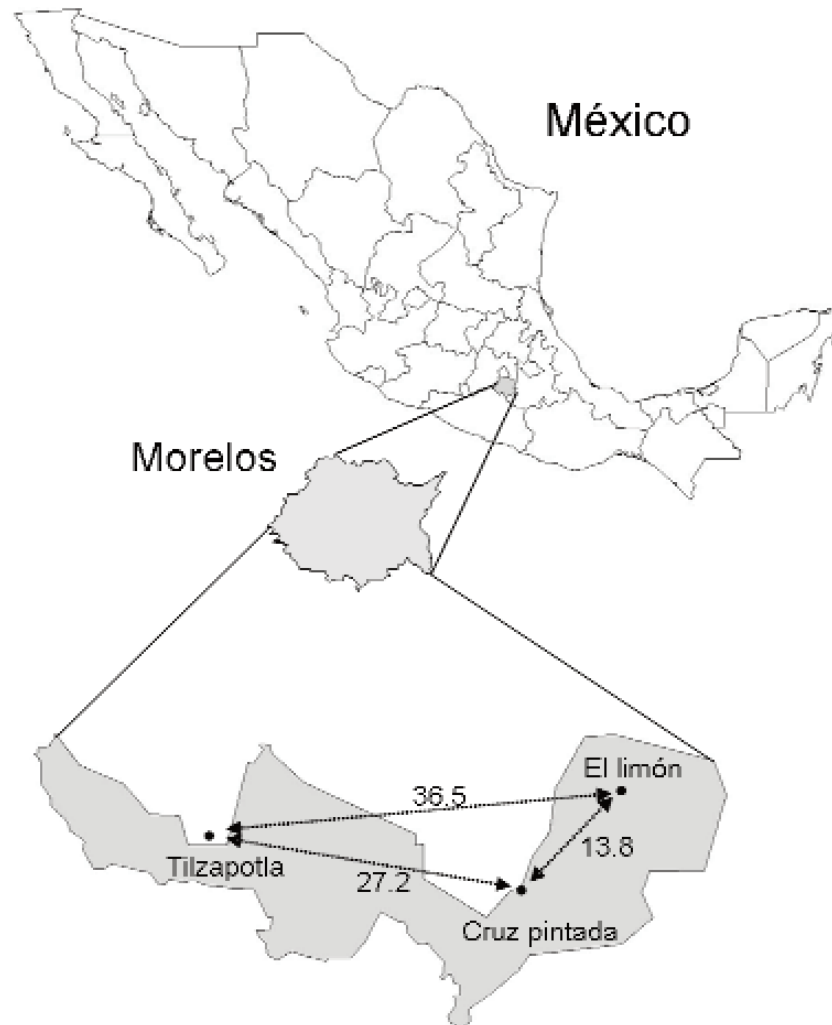 México
Morelos
El limón
36.5
13.8
Tilzapotla
27.2
Cruz pintada